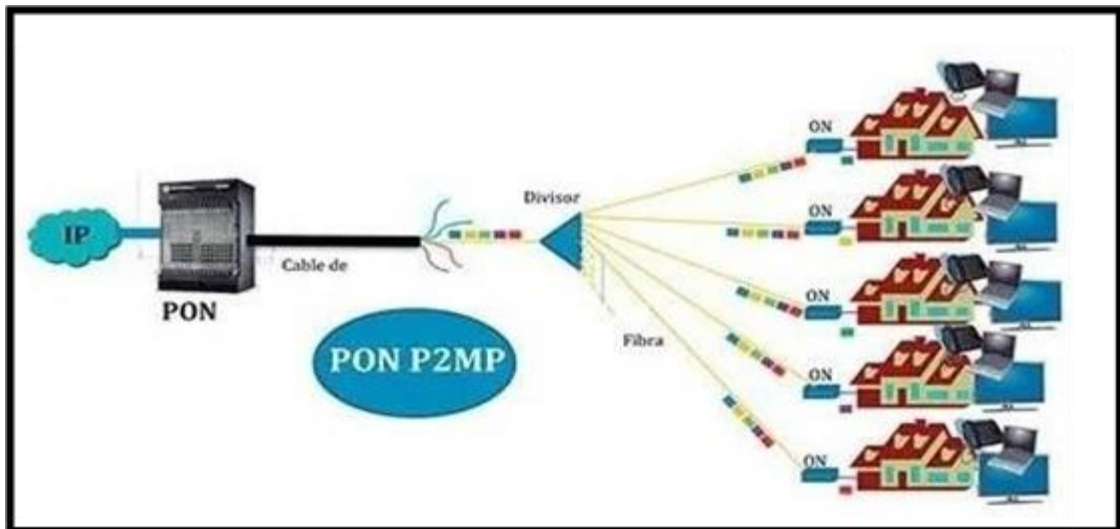 ON
Divisor
ON
IP
Cable de
ON
PON
Fibra
PON P2MP
ON
ON